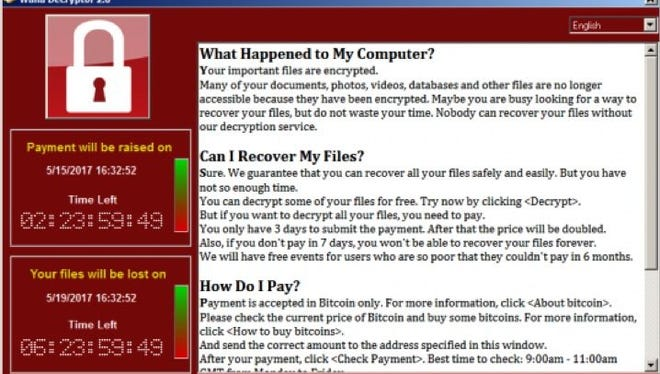 Wana Decryptor 2.0
English
What Happened to My Computer?
Your important files are encrypted.
Many of your documents, photos, videos, databases and other files are no longer
accessible because they have been encrypted. Maybe you are busy looking for a way to
recover your files, but do not waste your time. Nobody can recover your files without
our decryption service.
Can I Recover My Files?
Sure. We guarantee that you can recover all your files safely and easily. But you have
not so enough time.
You can decrypt some of your files for free. Try now by clicking <Decrypt>.
But if you want to decrypt all your files, you need to pay.
You only have 3 days to submit the payment. After that the price will be doubled.
Also, if you don't pay in 7 days, you won't be able to recover your files forever.
We will have free events for users who are so poor that they couldn't pay in 6 months.
How Do I Pay?
Payment is accepted in Bitcoin only. For more information, click <About bitcoin>.
Please check the current price of Bitcoin and buy some bitcoins. For more information,
click <How to buy bitcoins>.
And send the correct amount to the address specified in this window.
After your payment, click <Check Payment>. Best time to check: 9:00am - 11:00am
GMT from Monday to Friday.
Payment will be raised on
5/15/2017 16:32:52
Time Left
02:23:59:49
Your files will be lost on
5/19/2017 16:32:52
Time Left
06:23:59:49